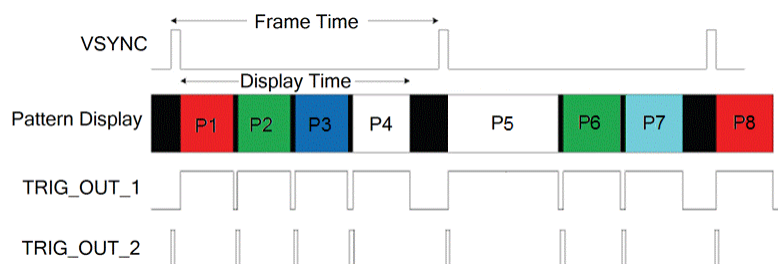 Frame Time
VSYNC
Display Time
Pattern Display
P1 P2 P3 P4 P5 P6 P7 P8
TRIG_OUT_1
TRIG_OUT_2